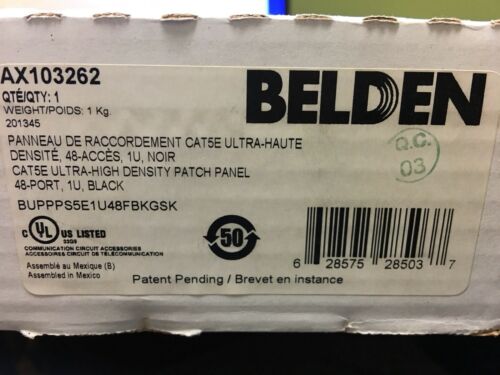 AX103262
QTÉ/QTY: 1
WEIGHT/POIDS: 1 Kg.
201345
BELDEN
PANNEAU DE RACCORDEMENT CAT5E ULTRA-HAUTE
DENSITÉ, 48-ACCÈS, 1U, NOIR
CAT5E ULTRA-HIGH DENSITY PATCH PANEL
48-PORT, 1U, BLACK
Q.C.
03
BUPPPS5E1U48FBKGSK
C UL US LISTED
33G9
COMMUNICATION CIRCUIT ACCESSORIES
ACCESSOIRES DE CIRCUIT DE TÉLÉCOMMUNICATION
50
Assemblé au Mexique (B)
Assembled in Mexico
Patent Pending / Brevet en instance
6 28575 28503 7